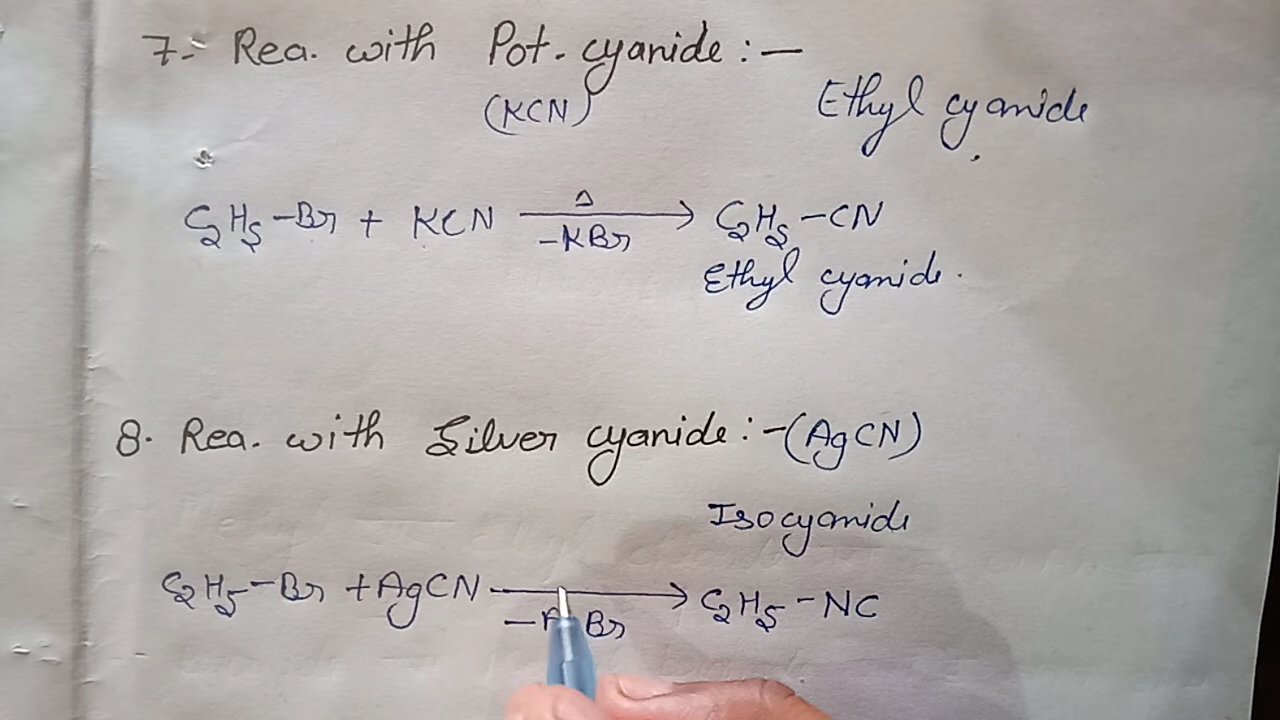 7- Rea. with Pot. cyanide :-
(KCN)
Ethyl cyanide
C2H5-Br + KCN Δ -KBr → C2H5-CN
Ethyl cyanide.
8. Rea. with Silver cyanide :- (AgCN)
Isocyanide
C2H5-Br + AgCN → C2H5-NC